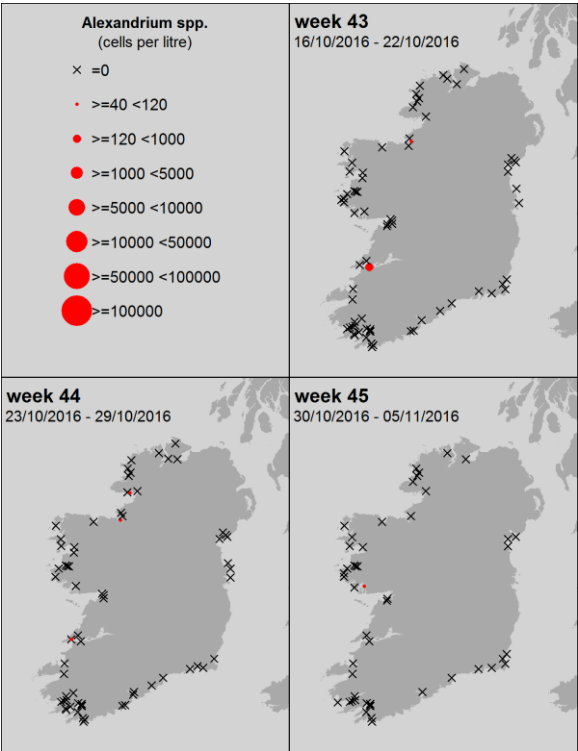 Alexandrium spp.
(cells per litre)
=0
>=40 <120
>=120 <1000
>=1000 <5000
>=5000 <10000
>=10000 <50000
>=50000 <100000
>=100000
week 43
16/10/2016 - 22/10/2016
week 44
23/10/2016 - 29/10/2016
week 45
30/10/2016 - 05/11/2016